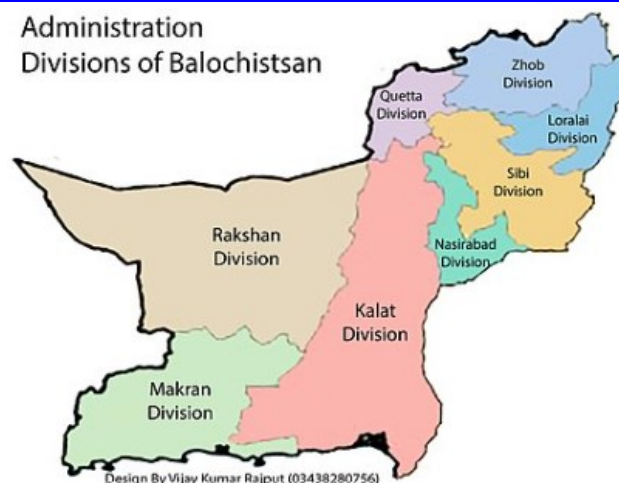 Administration
Divisions of Balochistsan
Zhob
Division
Quetta
Division
Loralai
Division
Sibi
Division
Rakshan
Division
Nasirabad
Division
Kalat
Division
Makran
Division
Design By Vijay Kumar Rajput (03438280756)